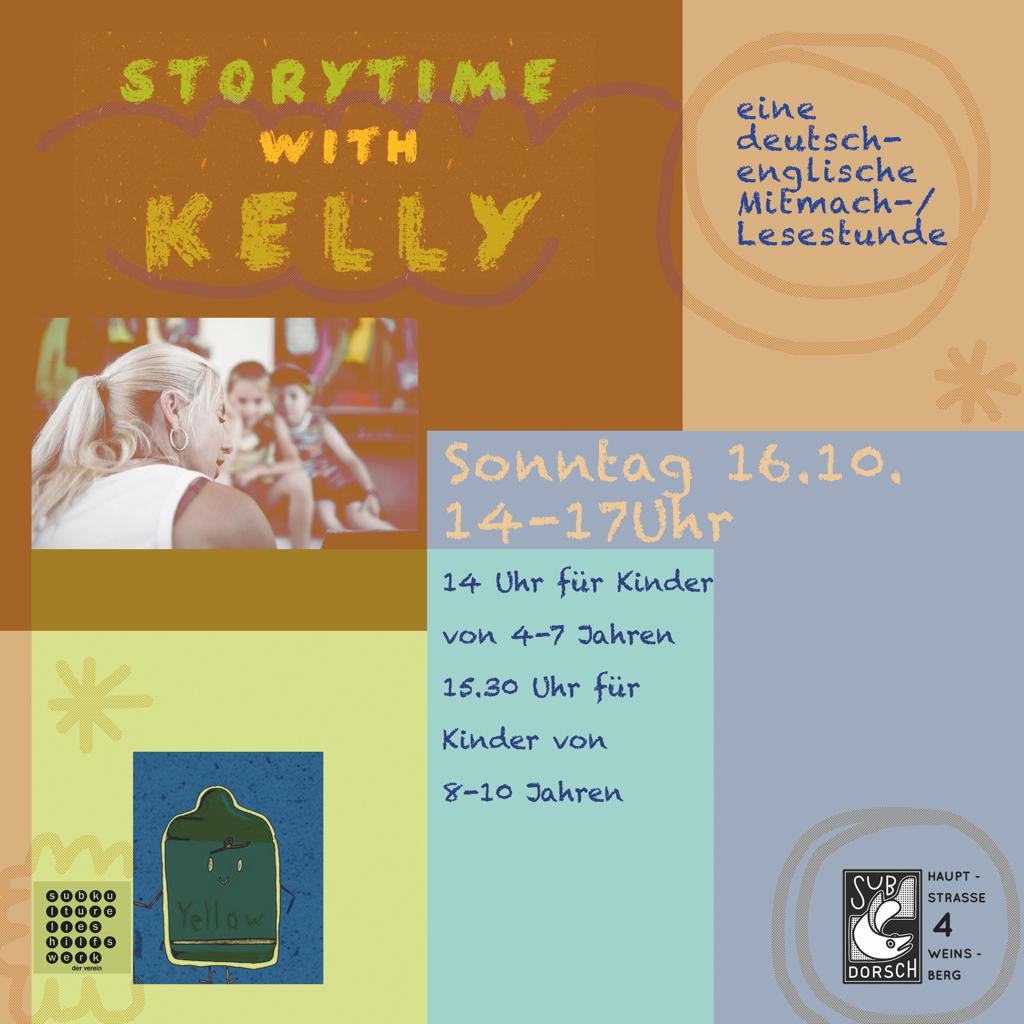 STORYTIME
WITH
KELLY
eine
deutsch-
englische
Mitmach-/
Lesestunde
Sonntag 16.10.
14-17Uhr
14 Uhr für Kinder
von 4-7 Jahren
15.30 Uhr für
Kinder von
8-10 Jahren
Yellow
subku
lture
lles
hilfs
werk
der verein
SUB
DORSCH
HAUPT-
STRASSE
4
WEINS-
BERG